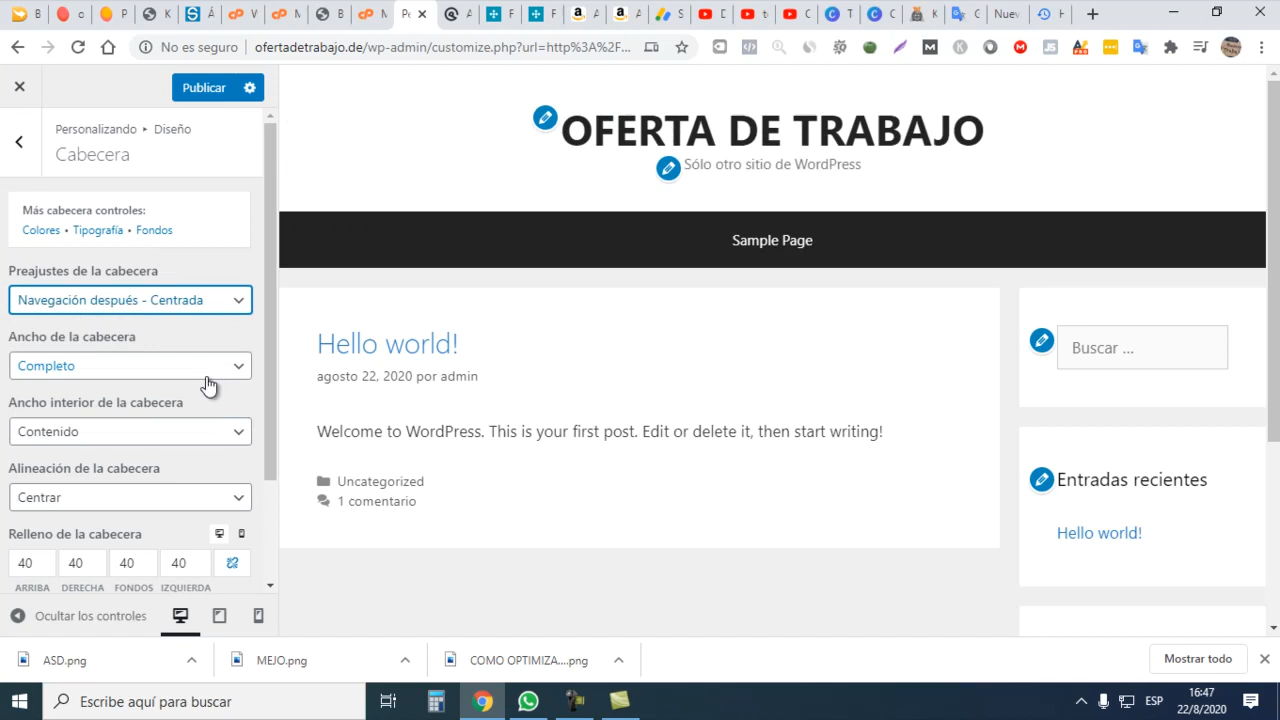 No es seguro
ofertadetrabajo.de/wp-admin/customize.php?url=http%3A%2F...
Publicar
Personalizando ▸ Diseño
Cabecera
Más cabecera controles:
Colores • Tipografía • Fondos
Preajustes de la cabecera
Navegación después - Centrada
Ancho de la cabecera
Completo
Ancho interior de la cabecera
Contenido
Alineación de la cabecera
Centrar
Relleno de la cabecera
40 40 40 40
ARRIBA DERECHA FONDOS IZQUIERDA
Ocultar los controles
OFERTA DE TRABAJO
Sólo otro sitio de WordPress
Sample Page
Hello world!
agosto 22, 2020 por admin
Welcome to WordPress. This is your first post. Edit or delete it, then start writing!
Uncategorized
1 comentario
Buscar ...
Entradas recientes
Hello world!
ASD.png
MEJO.png
COMO OPTIMIZA....png
Mostrar todo
Escribe aquí para buscar
ESP
16:47
22/8/2020